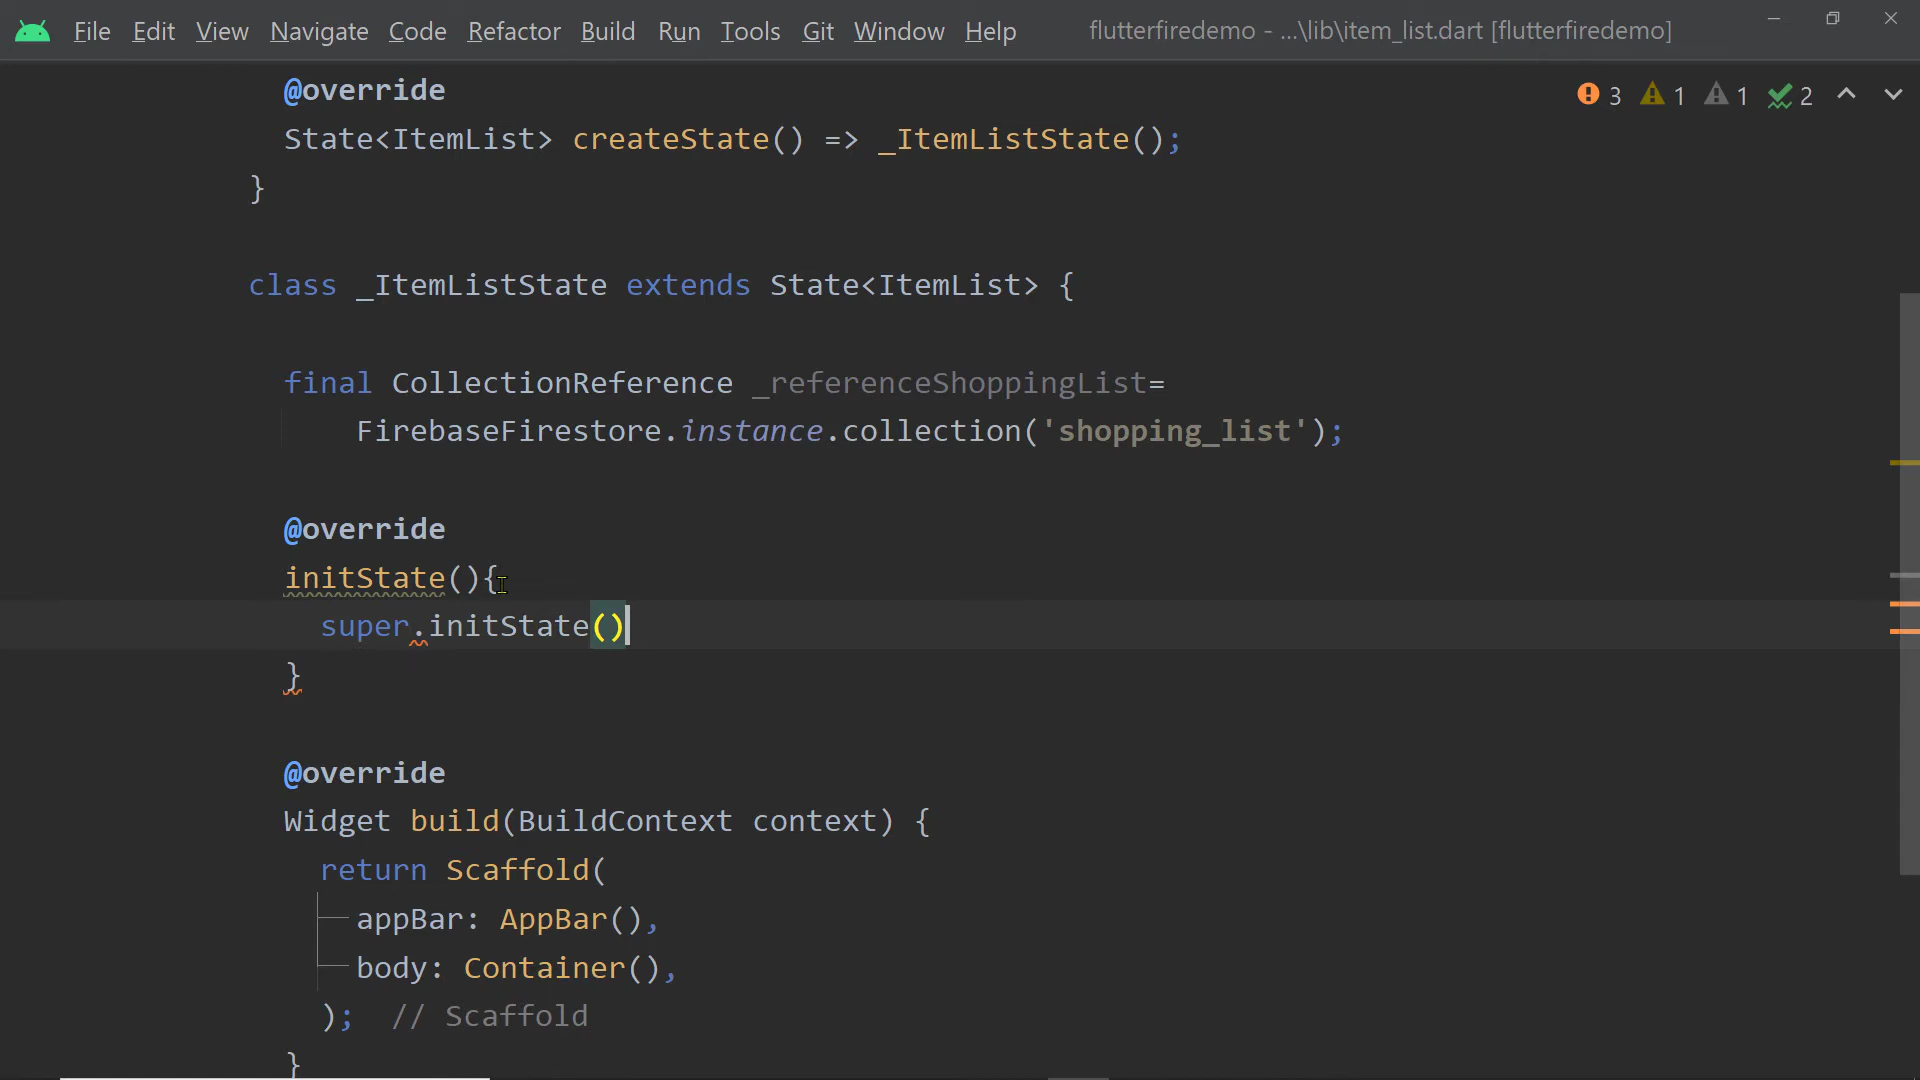 File Edit View Navigate Code Refactor Build Run Tools Git Window Help flutterfiredemo - ...\lib\item_list.dart [flutterfiredemo]
@override
3 1 1 2
State<ItemList> createState() => _ItemListState();
}
class _ItemListState extends State<ItemList> {
final CollectionReference _referenceShoppingList=
FirebaseFirestore.instance.collection('shopping_list');
@override
initState(){
super.initState()
}
@override
Widget build(BuildContext context) {
return Scaffold(
appBar: AppBar(),
body: Container(),
); // Scaffold
}